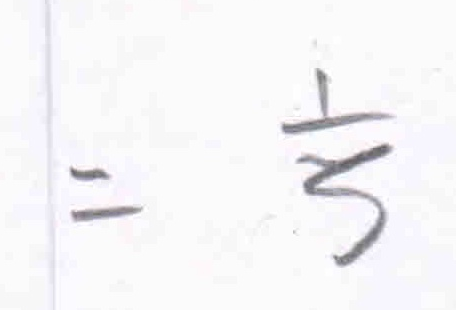 = 1/5